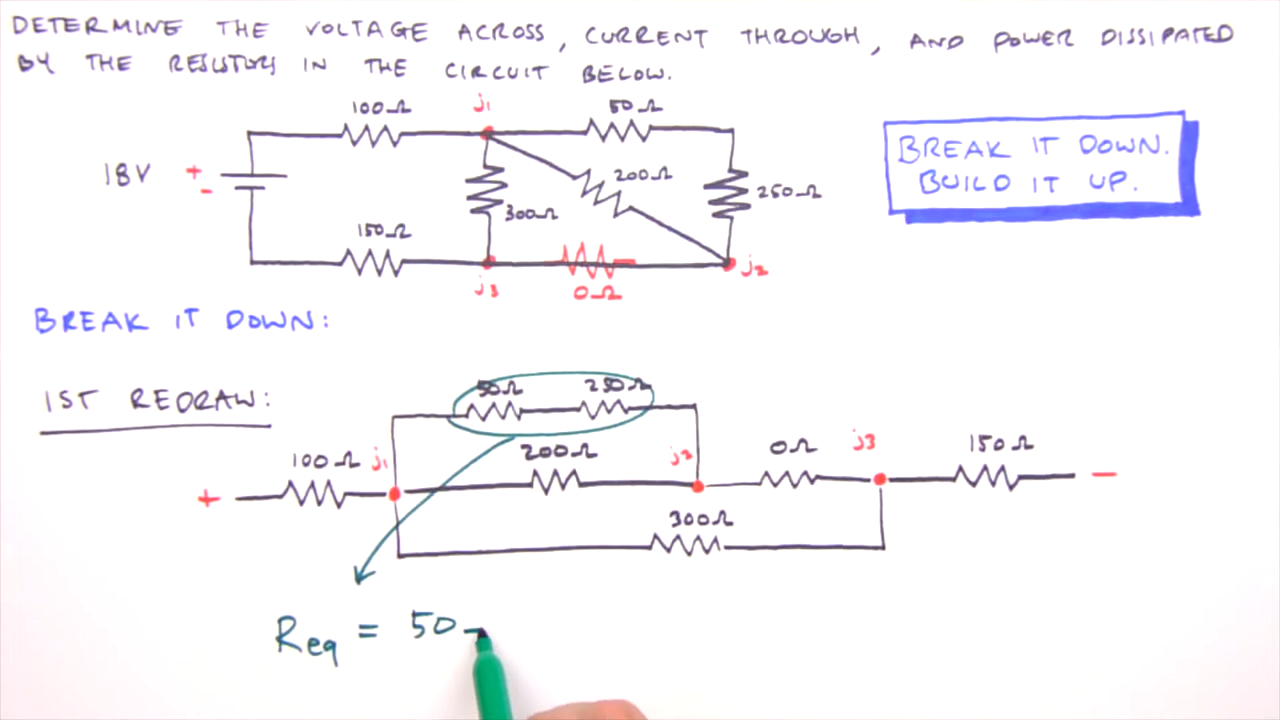 DETERMINE THE VOLTAGE ACROSS, CURRENT THROUGH, AND POWER DISSIPATED
BY THE RESISTORS IN THE CIRCUIT BELOW.
100Ω j1 50Ω
18V + -
300Ω 200Ω 250Ω
150Ω
j3 0Ω j2
BREAK IT DOWN.
BUILD IT UP.
BREAK IT DOWN:
1ST REDRAW:
50Ω 250Ω
+ 100Ω j1 200Ω j2 0Ω j3 150Ω -
300Ω
Req = 50